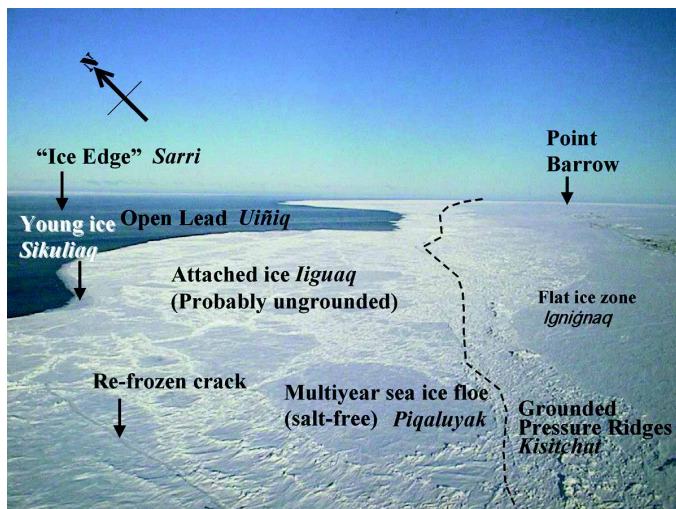 N
"Ice Edge" Sarri
Point
Barrow
Young ice
Sikuliaq
Open Lead Uiñiq
Attached ice Iiguaq
(Probably ungrounded)
Flat ice zone
Igniġnaq
Re-frozen crack
Multiyear sea ice floe
(salt-free) Piqaluyak
Grounded
Pressure Ridges
Kisitchat